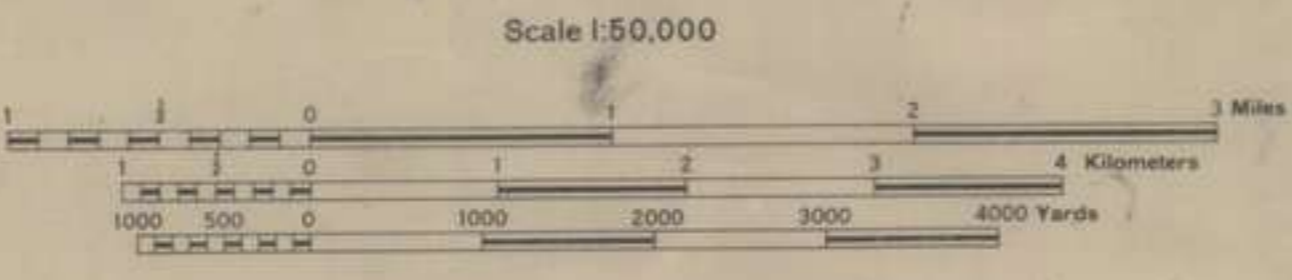 Scale 1:50,000
1 ½ 0 1 2 3 Miles
1 ½ 0 1 2 3 4 Kilometers
1000 500 0 1000 2000 3000 4000 Yards